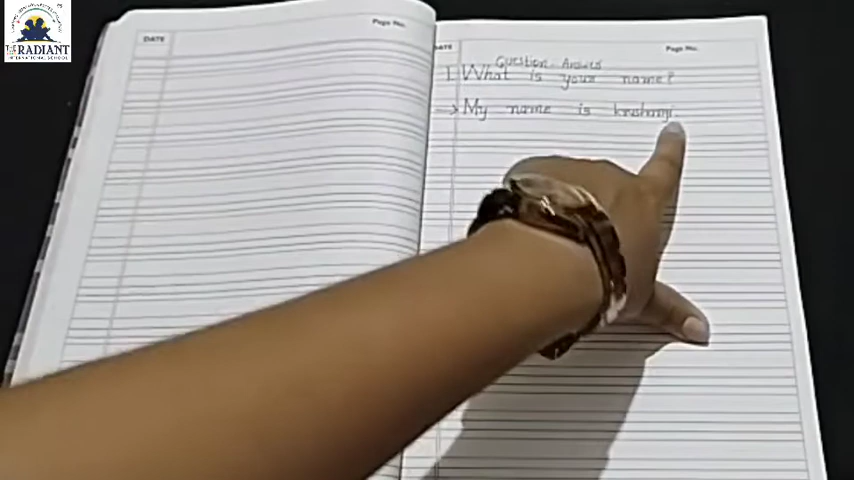 THE RADIANT
INTERNATIONAL SCHOOL
DATE
Page No.
DATE
Page No.
Question - Answer
1. What is your name?
→ My name is